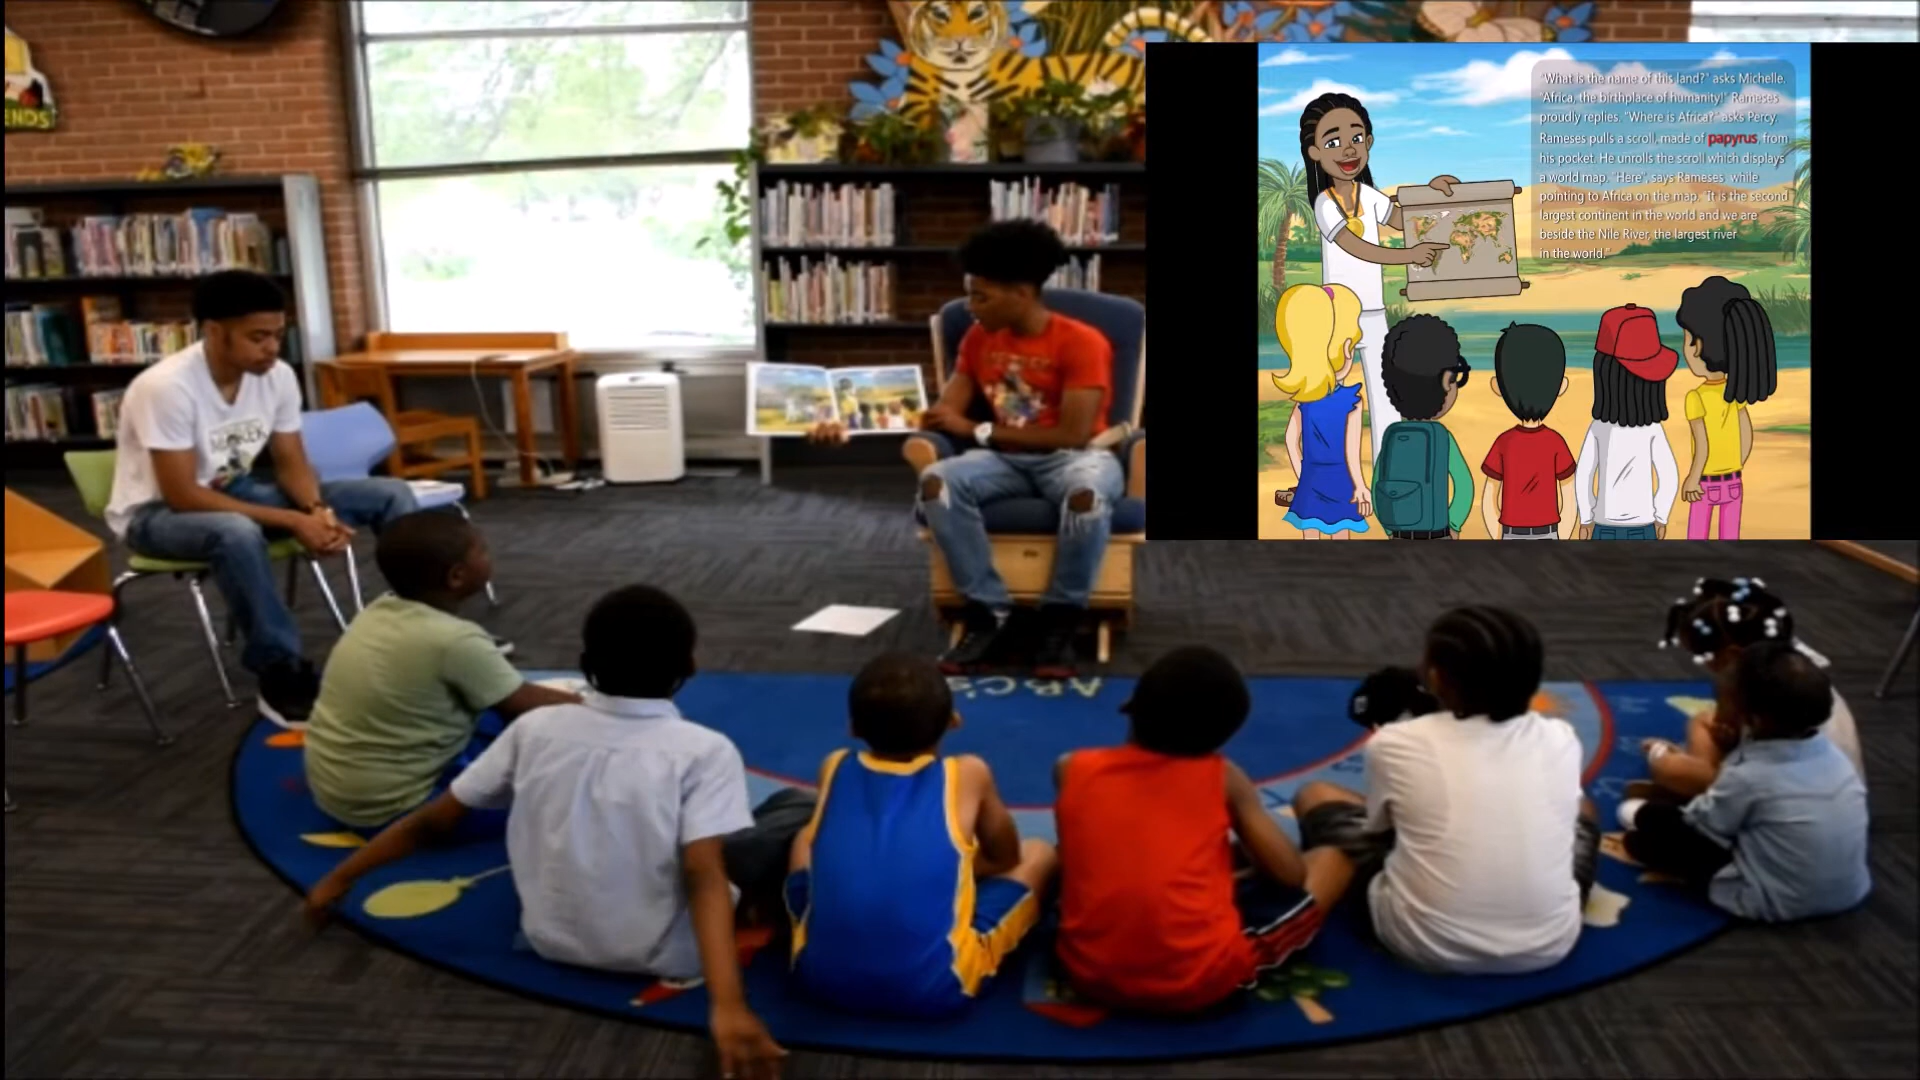 ENDS
"What is the name of this land?" asks Michelle.
"Africa, the birthplace of humanity!" Rameses
proudly replies. "Where is Africa?" asks Percy.
Rameses pulls a scroll, made of papyrus, from
his pocket. He unrolls the scroll which displays
a world map. "Here", says Rameses, while
pointing to Africa on the map. "it is the second
largest continent in the world and we are
beside the Nile River, the largest river
in the world."
ABC's